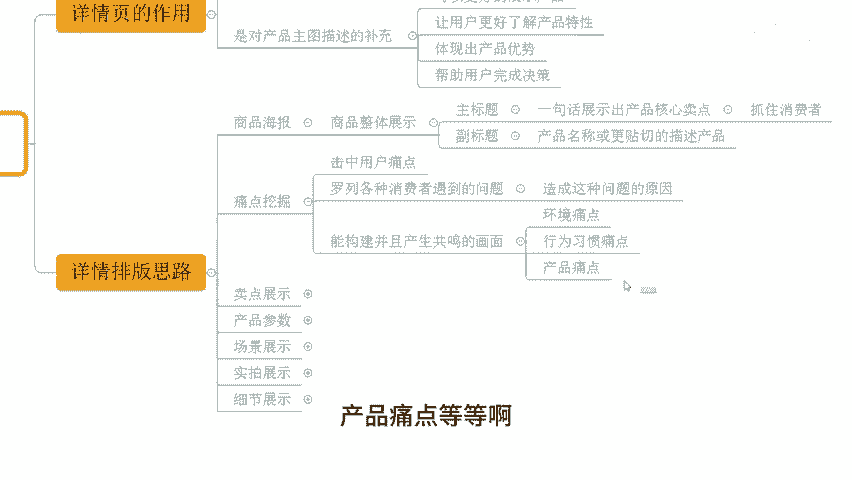 详情页的作用
是对产品主图描述的补充
让用户更好了解产品特性
体现出产品优势
帮助用户完成决策
商品海报
商品整体展示
主标题
一句话展示出产品核心卖点
抓住消费者
副标题
产品名称或更贴切的描述产品
痛点挖掘
击中用户痛点
罗列各种消费者遇到的问题
造成这种问题的原因
能构建并且产生共鸣的画面
环境痛点
行为习惯痛点
产品痛点
详情排版思路
卖点展示
产品参数
场景展示
实拍展示
细节展示
产品痛点等等啊